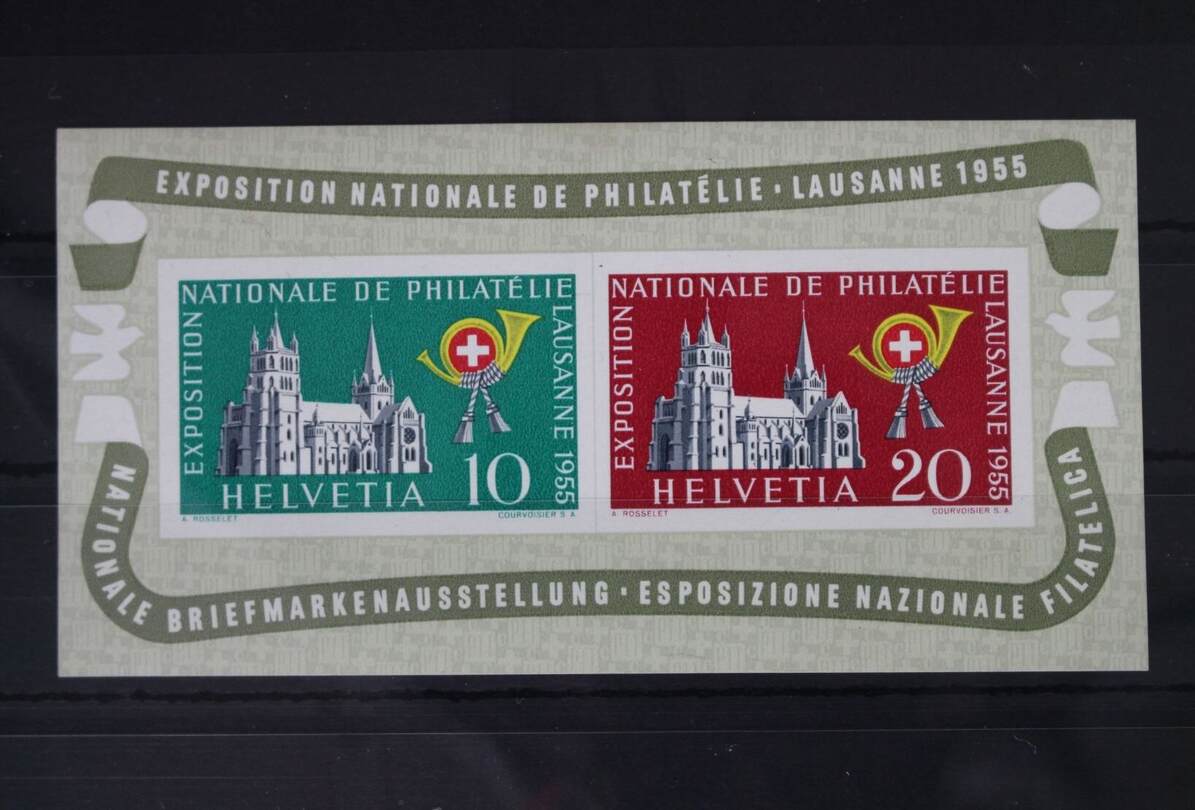 EXPOSITION NATIONALE DE PHILATÉLIE · LAUSANNE 1955
EXPOSITION
NATIONALE DE PHILATÉLIE
LAUSANNE 1955
HELVETIA 10
A. ROSSELET
COURVOISIER S. A.
EXPOSITION
NATIONALE DE PHILATÉLIE
LAUSANNE 1955
HELVETIA 20
A. ROSSELET
COURVOISIER S. A.
NATIONALE BRIEFMARKENAUSSTELLUNG · ESPOSIZIONE NAZIONALE FILATELICA